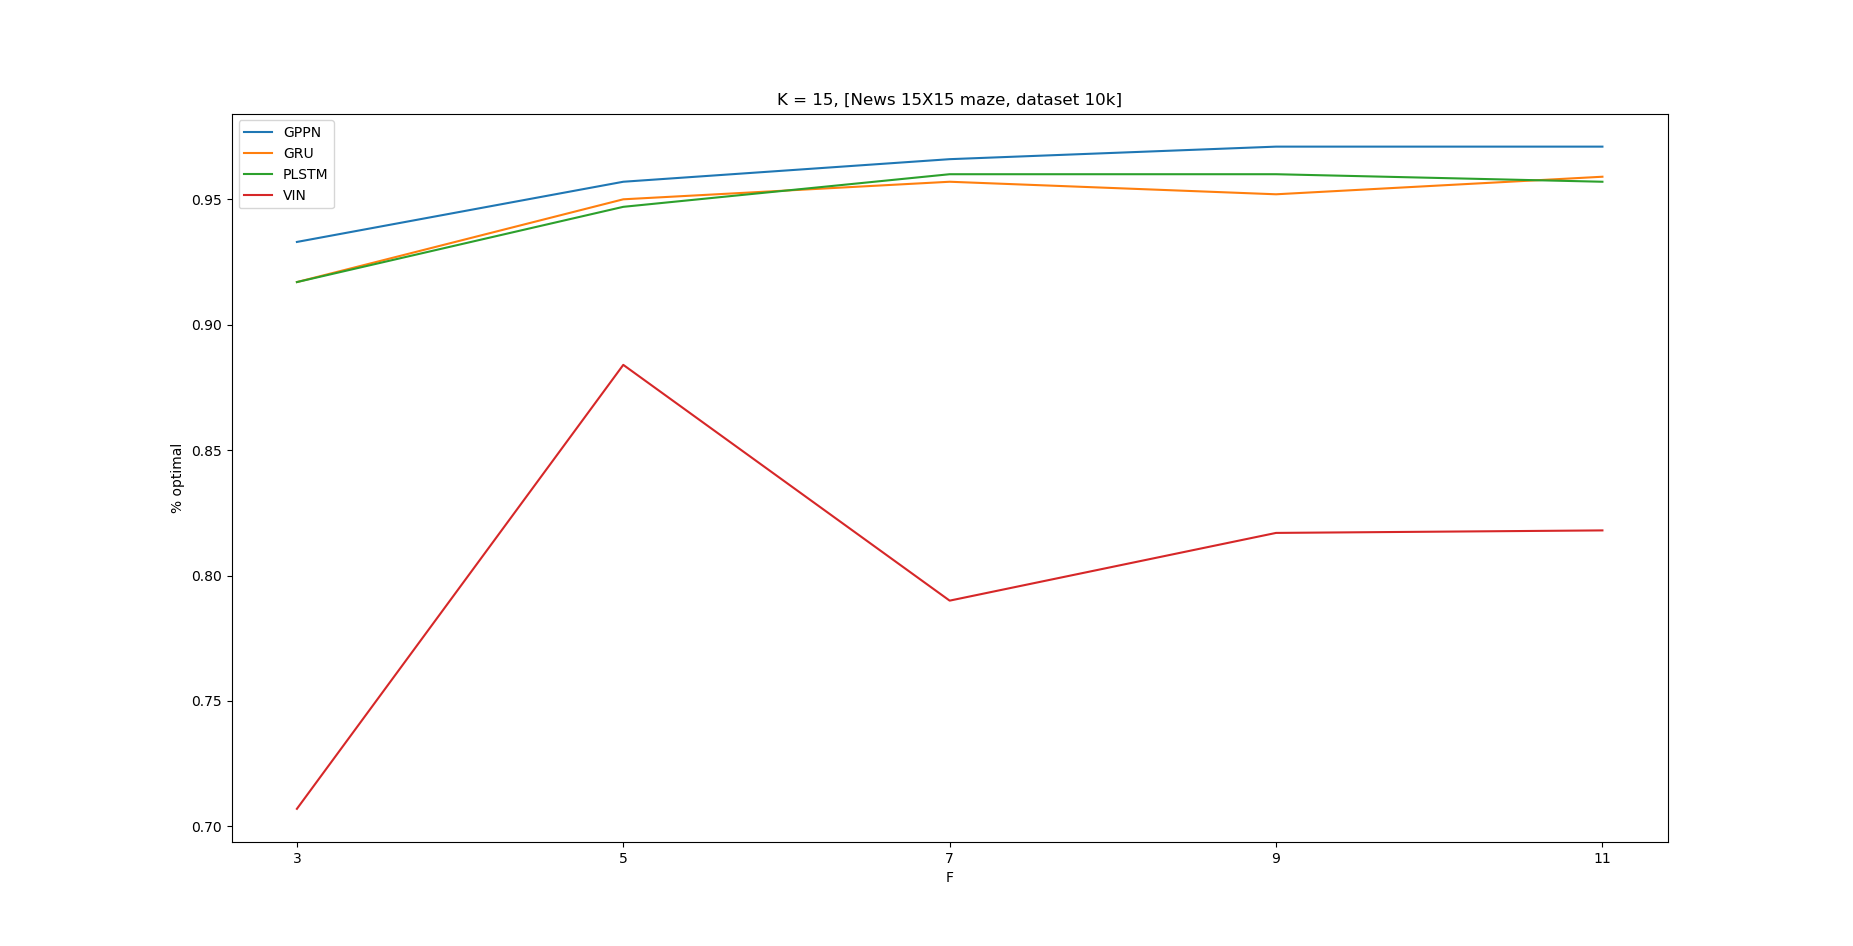 K = 15, [News 15X15 maze, dataset 10k]
GPPN
GRU
PLSTM
VIN
0.95
0.90
0.85
0.80
0.75
0.70
% optimal
3 5 7 9 11
F